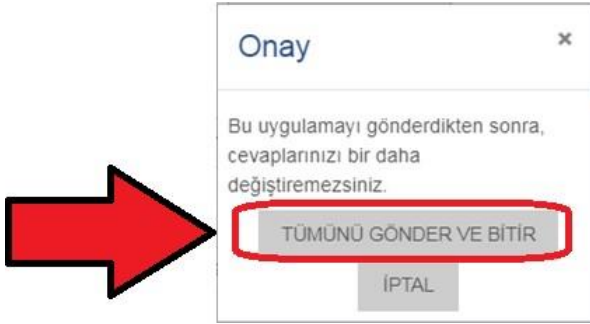 Onay ×
Bu uygulamayı gönderdikten sonra,
cevaplarınızı bir daha
değiştiremezsiniz.
TÜMÜNÜ GÖNDER VE BİTİR
İPTAL